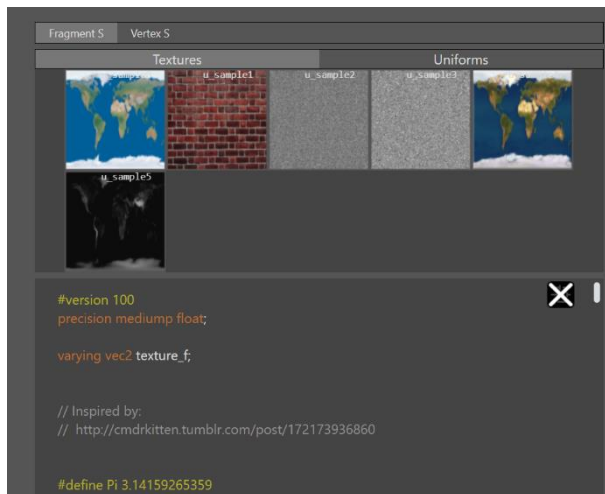 Fragment S Vertex S
Textures Uniforms
u_sample1 u_sample2 u_sample3
u_sample5
#version 100
precision mediump float;
varying vec2 texture_f;
// Inspired by:
//  http://cmdrkitten.tumblr.com/post/172173936860
#define Pi 3.14159265359